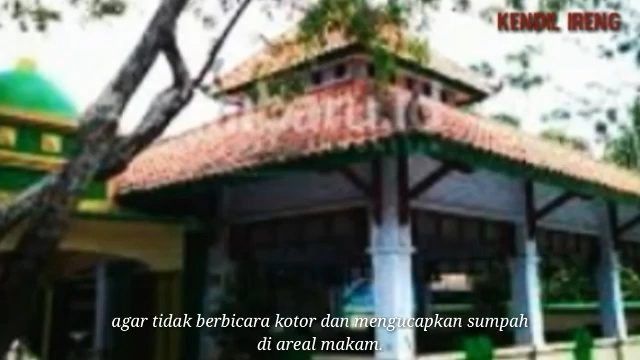 KENDIL IRENG
agar tidak berbicara kotor dan mengucapkan sumpah
di areal makam.